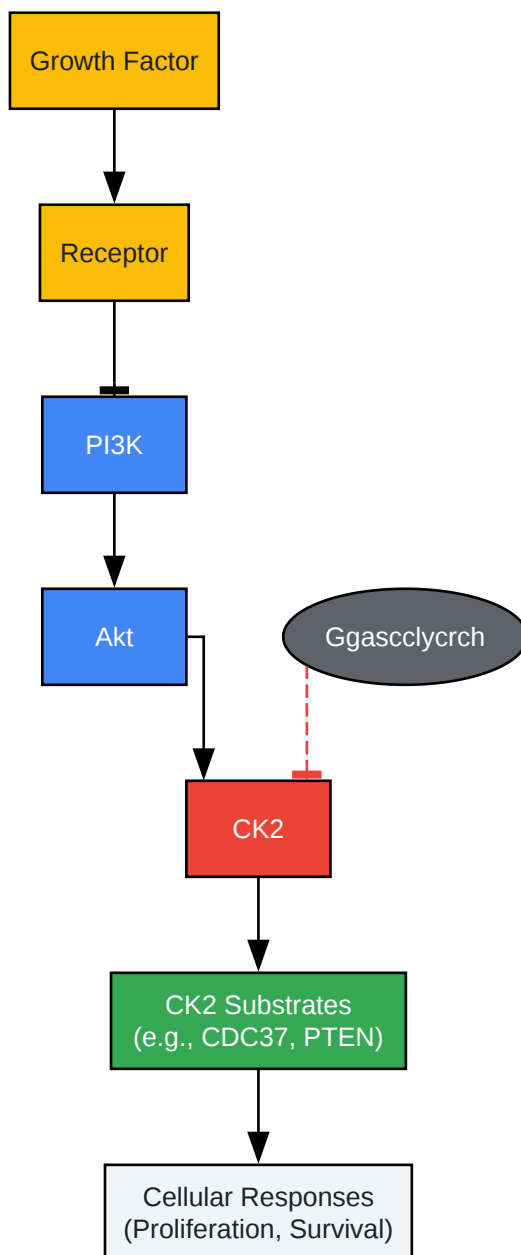 Growth Factor
Receptor
PI3K
Akt
Ggascclycrch
CK2
CK2 Substrates
(e.g., CDC37, PTEN)
Cellular Responses
(Proliferation, Survival)